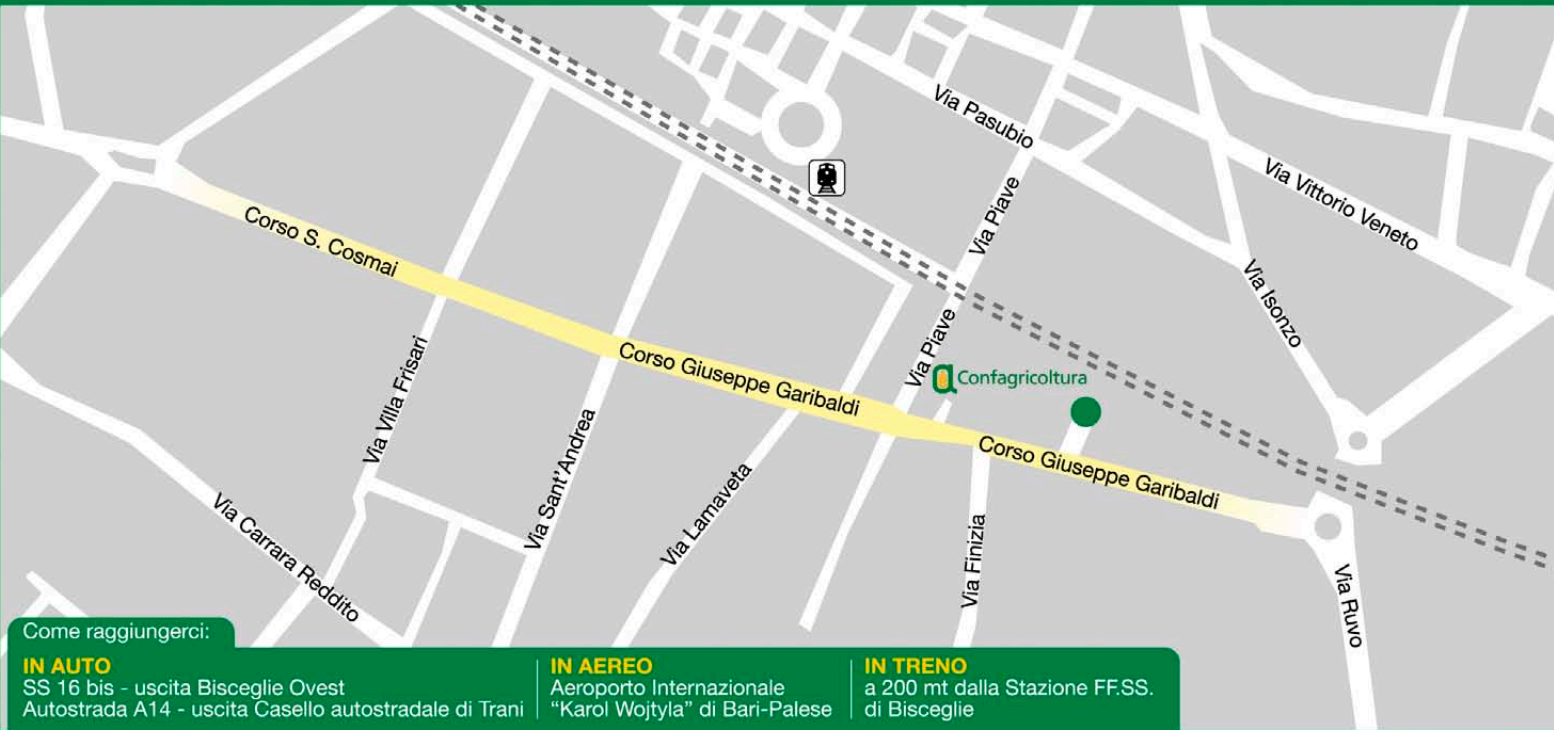 Via Pasubio
Via Vittorio Veneto
Via Piave
Corso S. Cosmai
Via Isonzo
Via Piave
Via Villa Frisari
Corso Giuseppe Garibaldi
Confagricoltura
Via Sant'Andrea
Corso Giuseppe Garibaldi
Via Lamaveta
Via Carrara Reddito
Via Finizia
Via Ruvo
Come raggiungerci:
IN AUTO
SS 16 bis - uscita Bisceglie Ovest
Autostrada A14 - uscita Casello autostradale di Trani
IN AEREO
Aeroporto Internazionale
“Karol Wojtyla” di Bari-Palese
IN TRENO
a 200 mt dalla Stazione FF.SS.
di Bisceglie